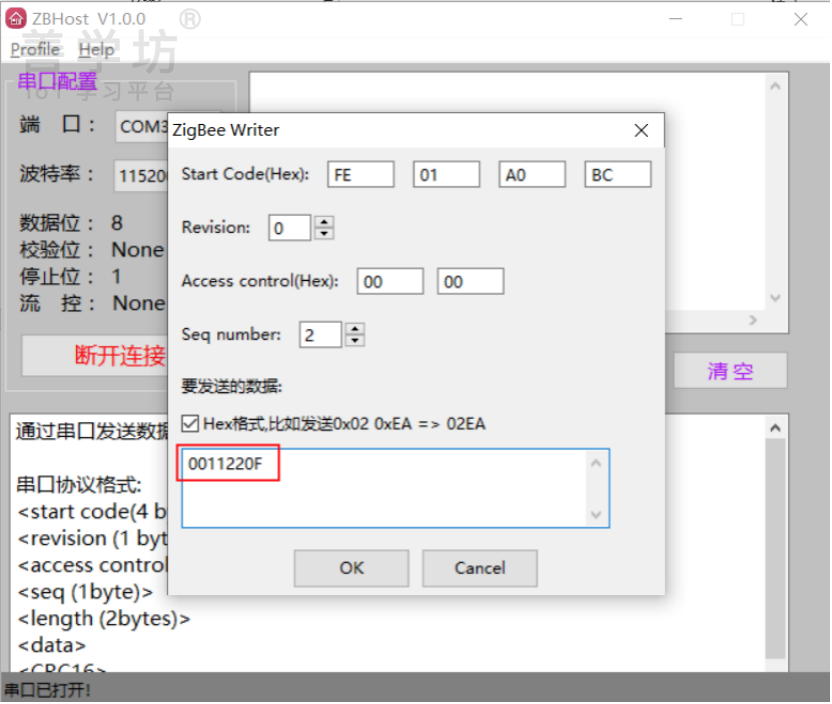 ZBHost V1.0.0 ®
善学坊
Profile Help
IoT 学习平台
串口配置
端 口： COM3
波特率： 11520
数据位： 8
校验位： None
停止位： 1
流 控： None
断开连接
ZigBee Writer
Start Code(Hex): FE 01 A0 BC
Revision: 0
Access control(Hex): 00 00
Seq number: 2
要发送的数据:
Hex格式,比如发送0x02 0xEA => 02EA
0011220F
OK Cancel
清空
通过串口发送数据
串口协议格式:
<start code(4 b
<revision (1 byt
<access control
<seq (1byte)>
<length (2bytes)>
<data>
<CRC16>
串口已打开!